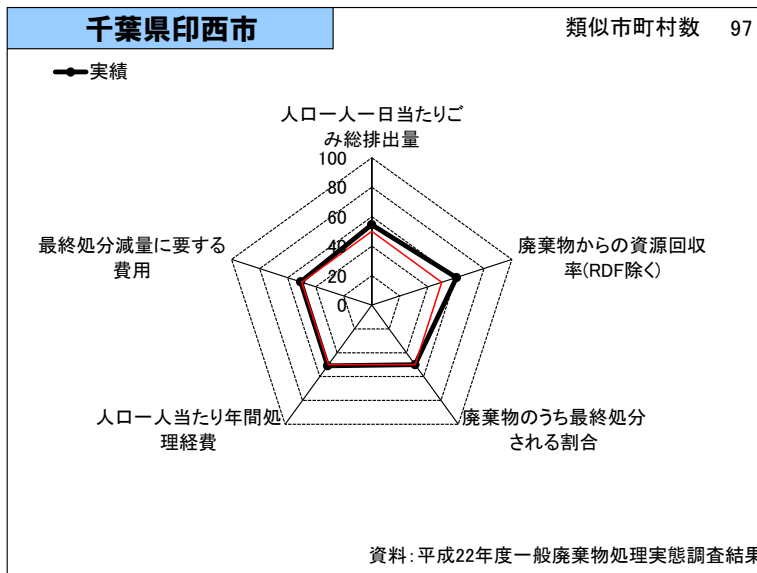 千葉県印西市
類似市町村数 97
実績
人口一人一日当たりご
み総排出量
100
80
60
40
20
0
廃棄物からの資源回収
率(RDF除く)
廃棄物のうち最終処分
される割合
人口一人当たり年間処
理経費
最終処分減量に要する
費用
資料:平成22年度一般廃棄物処理実態調査結果